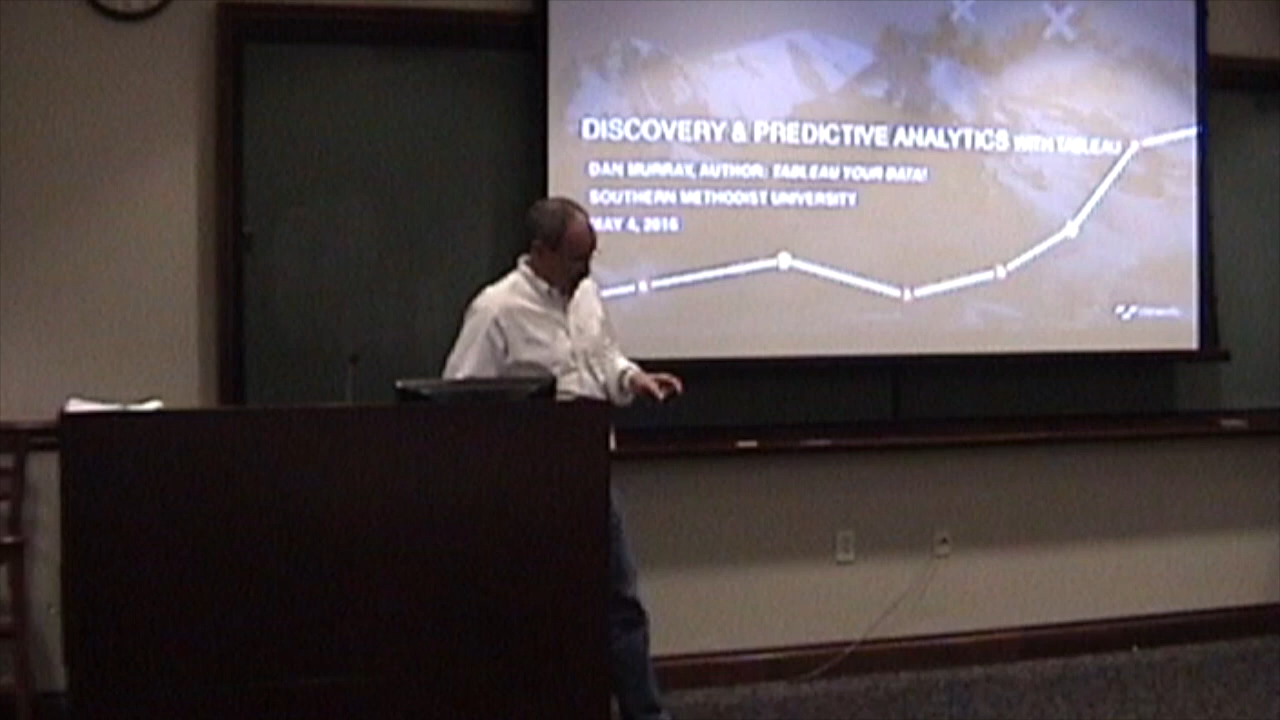 DISCOVERY & PREDICTIVE ANALYTICS WITH TABLEAU
DAN MURRAY, AUTHOR: TABLEAU YOUR DATA!
SOUTHERN METHODIST UNIVERSITY
MAY 4, 2016